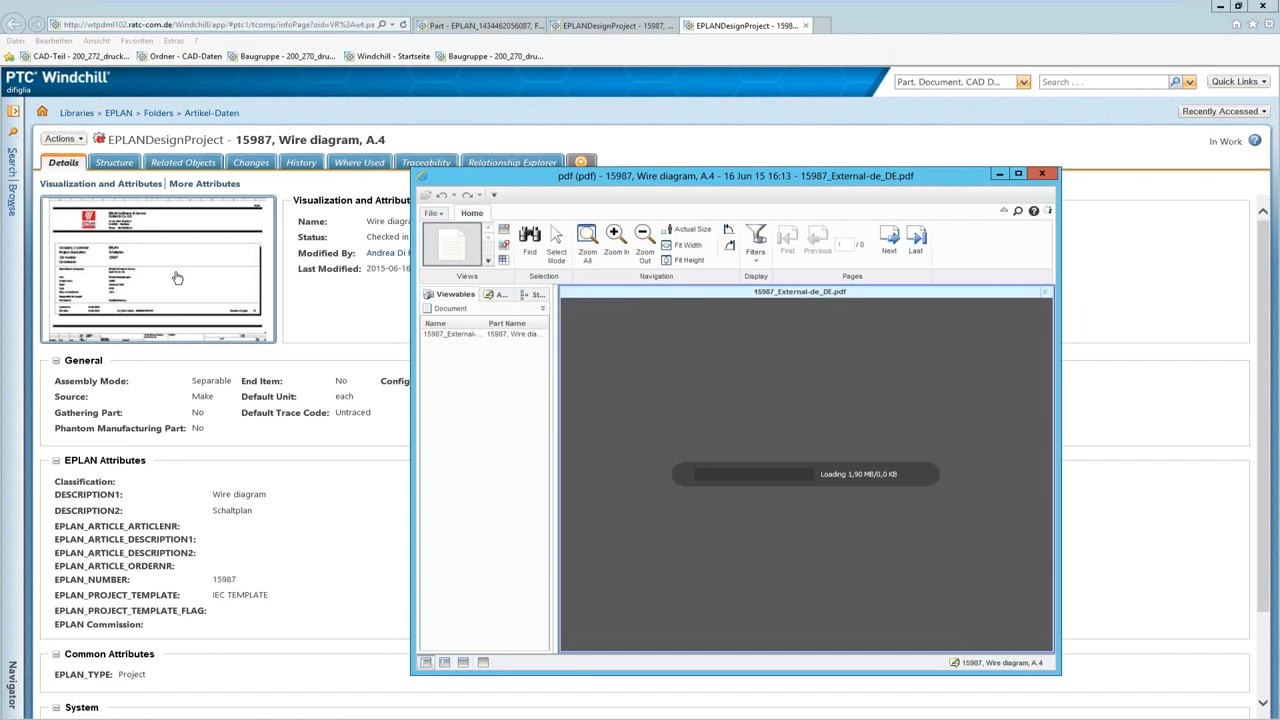 http://wtpdml102.ratc-com.de/Windchill/app/#ptc1/tcomp/infoPage?oid=VR%3Awt.pa
Part - EPLAN_1434462056087, F...
EPLANDesignProject - 15987, ...
EPLANDesignProject - 1598...
Datei Bearbeiten Ansicht Favoriten Extras ?
CAD-Teil - 200_272_druck...
Ordner - CAD-Daten
Baugruppe - 200_270_dru...
Windchill - Startseite
Baugruppe - 200_270_dru...
PTC Windchill
difiglia
Part, Document, CAD D...
Search . . .
Quick Links
Libraries > EPLAN > Folders > Artikel-Daten
Recently Accessed
Actions
EPLANDesignProject - 15987, Wire diagram, A.4
In Work
Details Structure Related Objects Changes History Where Used Traceability Relationship Explorer
Search
Browse
Navigator
Visualization and Attributes | More Attributes
Visualization and Attribut
Name: Wire diagra
Status: Checked in
Modified By: Andrea Di F
Last Modified: 2015-06-16
General
Assembly Mode: Separable End Item: No Config
Source: Make Default Unit: each
Gathering Part: No Default Trace Code: Untraced
Phantom Manufacturing Part: No
EPLAN Attributes
Classification:
DESCRIPTION1: Wire diagram
DESCRIPTION2: Schaltplan
EPLAN_ARTICLE_ARTICLENR:
EPLAN_ARTICLE_DESCRIPTION1:
EPLAN_ARTICLE_DESCRIPTION2:
EPLAN_ARTICLE_ORDERNR:
EPLAN_NUMBER: 15987
EPLAN_PROJECT_TEMPLATE: IEC TEMPLATE
EPLAN_PROJECT_TEMPLATE_FLAG:
EPLAN Commission:
Common Attributes
EPLAN_TYPE: Project
System
pdf (pdf) - 15987, Wire diagram, A.4 - 16 Jun 15 16:13 - 15987_External-de_DE.pdf
File Home
Find
Select Mode
Zoom All
Zoom In
Zoom Out
Actual Size
Fit Width
Fit Height
Filters
First
Previous
1 / 0
Next
Last
Views Selection Navigation Display Pages
Viewables A... St...
Document
Name Part Name
15987_External-... 15987, Wire dia...
15987_External-de_DE.pdf
Loading 1,90 MB/0,0 KB
15987, Wire diagram, A.4